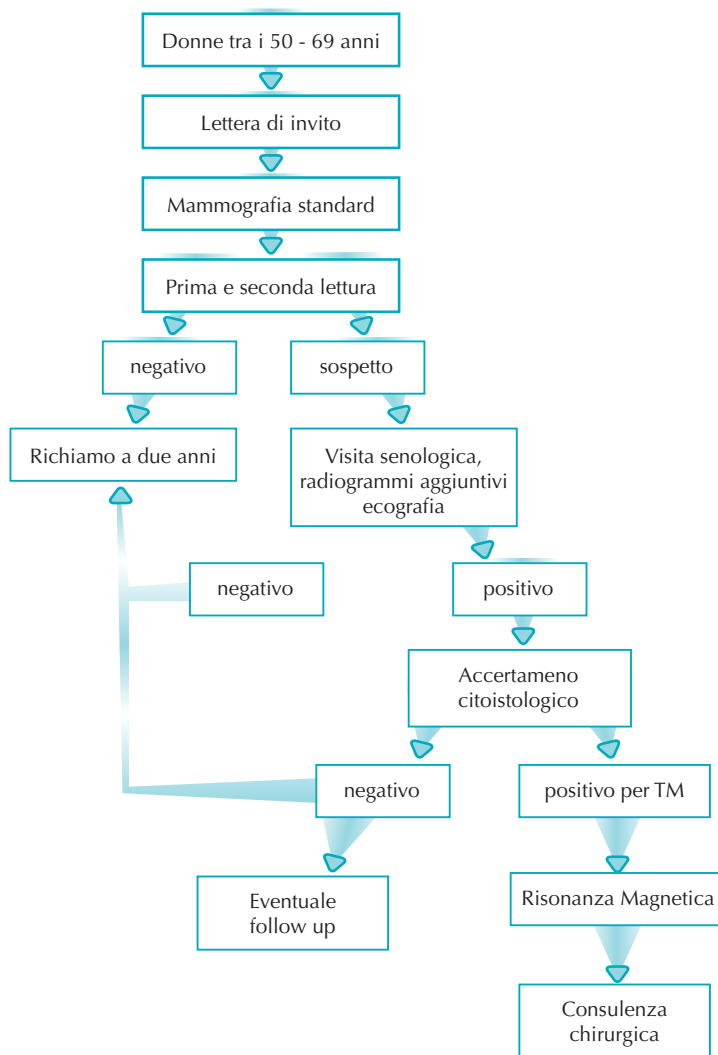 Donne tra i 50 - 69 anni
Lettera di invito
Mammografia standard
Prima e seconda lettura
negativo
sospetto
Richiamo a due anni
Visita senologica,
radiogrammi aggiuntivi
ecografia
negativo
positivo
Accertameno
citoistologico
negativo
positivo per TM
Eventuale
follow up
Risonanza Magnetica
Consulenza
chirurgica